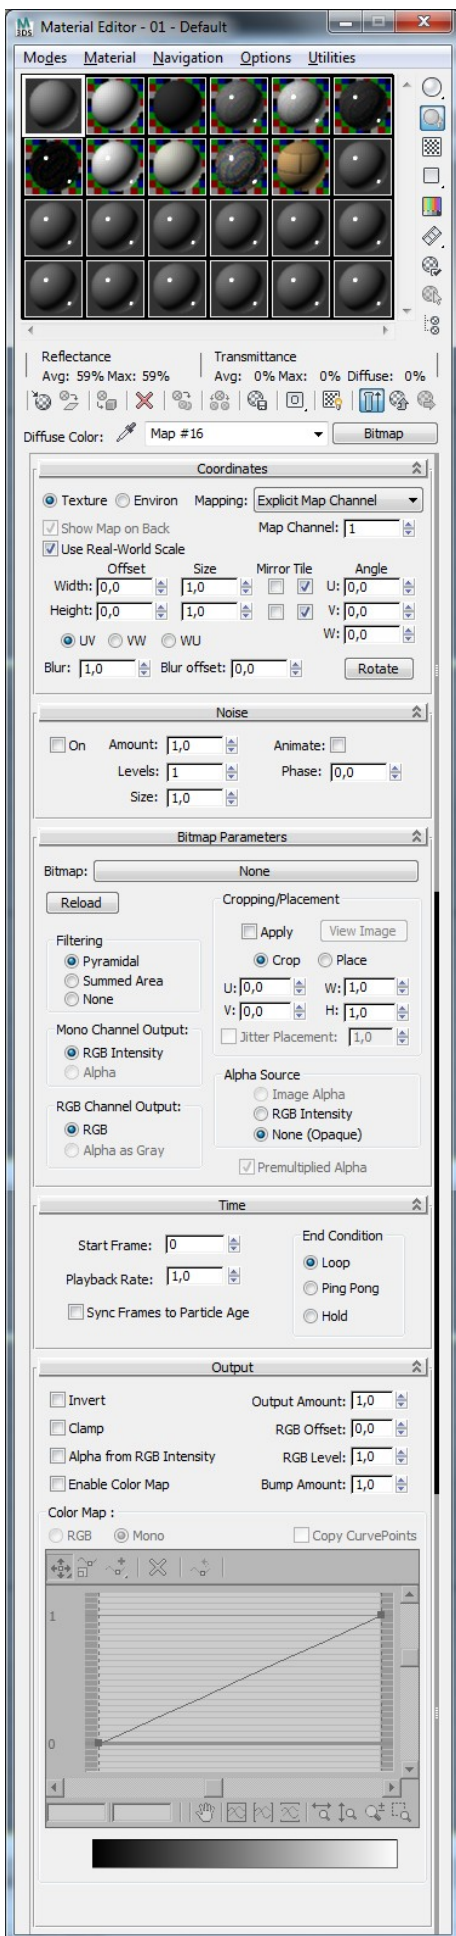 M
3DS
Material Editor - 01 - Default
Modes Material Navigation Options Utilities
Reflectance
Avg: 59% Max: 59%
Transmittance
Avg: 0% Max: 0% Diffuse: 0%
Diffuse Color: Map #16 Bitmap
Coordinates
Texture Environ Mapping: Explicit Map Channel
Show Map on Back Map Channel: 1
Use Real-World Scale
Offset Size Mirror Tile Angle
Width: 0,0 1,0 U: 0,0
Height: 0,0 1,0 V: 0,0
UV VW WU W: 0,0
Blur: 1,0 Blur offset: 0,0 Rotate
Noise
On Amount: 1,0 Animate:
Levels: 1 Phase: 0,0
Size: 1,0
Bitmap Parameters
Bitmap: None
Reload
Filtering
Pyramidal
Summed Area
None
Mono Channel Output:
RGB Intensity
Alpha
RGB Channel Output:
RGB
Alpha as Gray
Cropping/Placement
Apply View Image
Crop Place
U: 0,0 W: 1,0
V: 0,0 H: 1,0
Jitter Placement: 1,0
Alpha Source
Image Alpha
RGB Intensity
None (Opaque)
Premultiplied Alpha
Time
Start Frame: 0
Playback Rate: 1,0
Sync Frames to Particle Age
End Condition
Loop
Ping Pong
Hold
Output
Invert Output Amount: 1,0
Clamp RGB Offset: 0,0
Alpha from RGB Intensity RGB Level: 1,0
Enable Color Map Bump Amount: 1,0
Color Map :
RGB Mono Copy CurvePoints
1
0